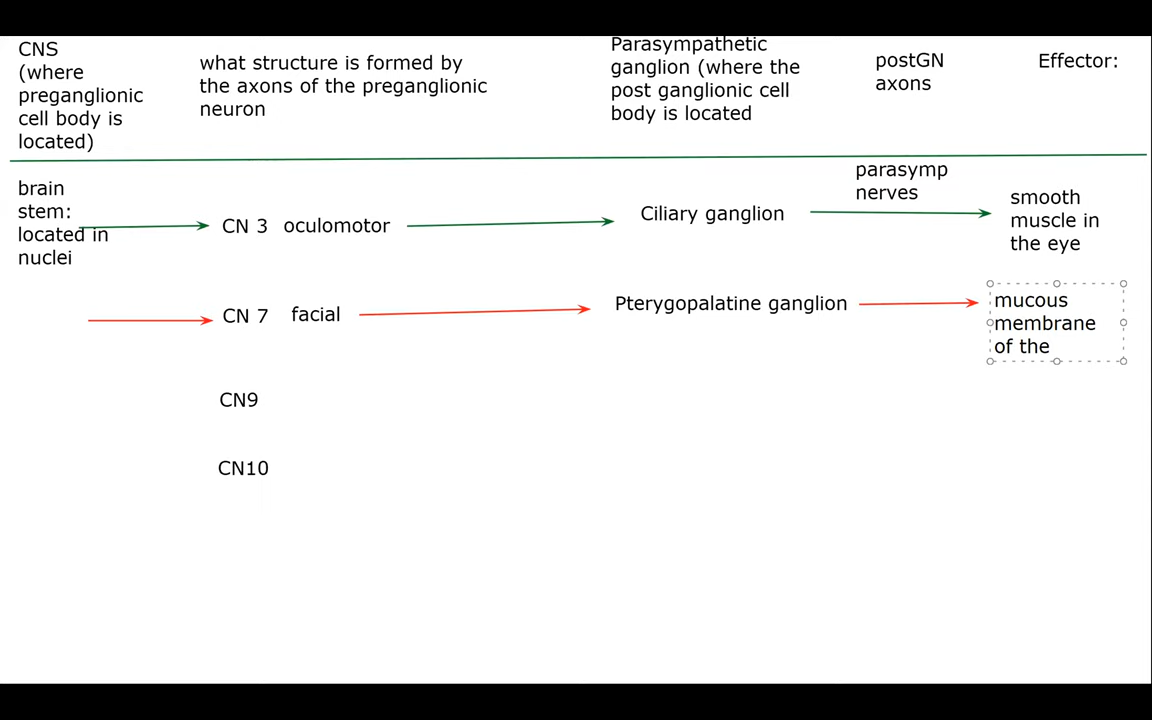 CNS
(where
preganglionic
cell body is
located)
what structure is formed by
the axons of the preganglionic
neuron
Parasympathetic
ganglion (where the
post ganglionic cell
body is located
postGN
axons
Effector:
brain
stem:
located in
nuclei
CN 3 oculomotor
Ciliary ganglion
parasymp
nerves
smooth
muscle in
the eye
CN 7 facial
Pterygopalatine ganglion
mucous
membrane
of the
CN9
CN10